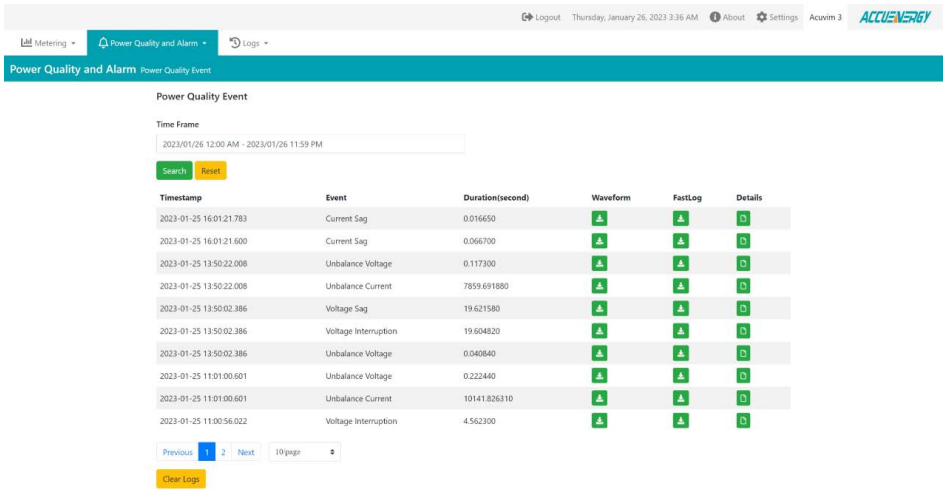 Logout Thursday, January 26, 2023 3:36 AM About Settings Acuvim 3 ACCUENERGY
Metering Power Quality and Alarm Logs
Power Quality and Alarm Power Quality Event
Power Quality Event
Time Frame
2023/01/26 12:00 AM - 2023/01/26 11:59 PM
Search Reset
Timestamp Event Duration(second) Waveform FastLog Details
2023-01-25 16:01:21.783 Current Sag 0.016650
2023-01-25 16:01:21.600 Current Sag 0.066700
2023-01-25 13:50:22.008 Unbalance Voltage 0.117300
2023-01-25 13:50:22.008 Unbalance Current 7859.691880
2023-01-25 13:50:02.386 Voltage Sag 19.621580
2023-01-25 13:50:02.386 Voltage Interruption 19.604820
2023-01-25 13:50:02.386 Unbalance Voltage 0.040840
2023-01-25 11:01:00.601 Unbalance Voltage 0.222440
2023-01-25 11:01:00.601 Unbalance Current 10141.826310
2023-01-25 11:00:56.022 Voltage Interruption 4.562300
Previous 1 2 Next 10/page
Clear Logs